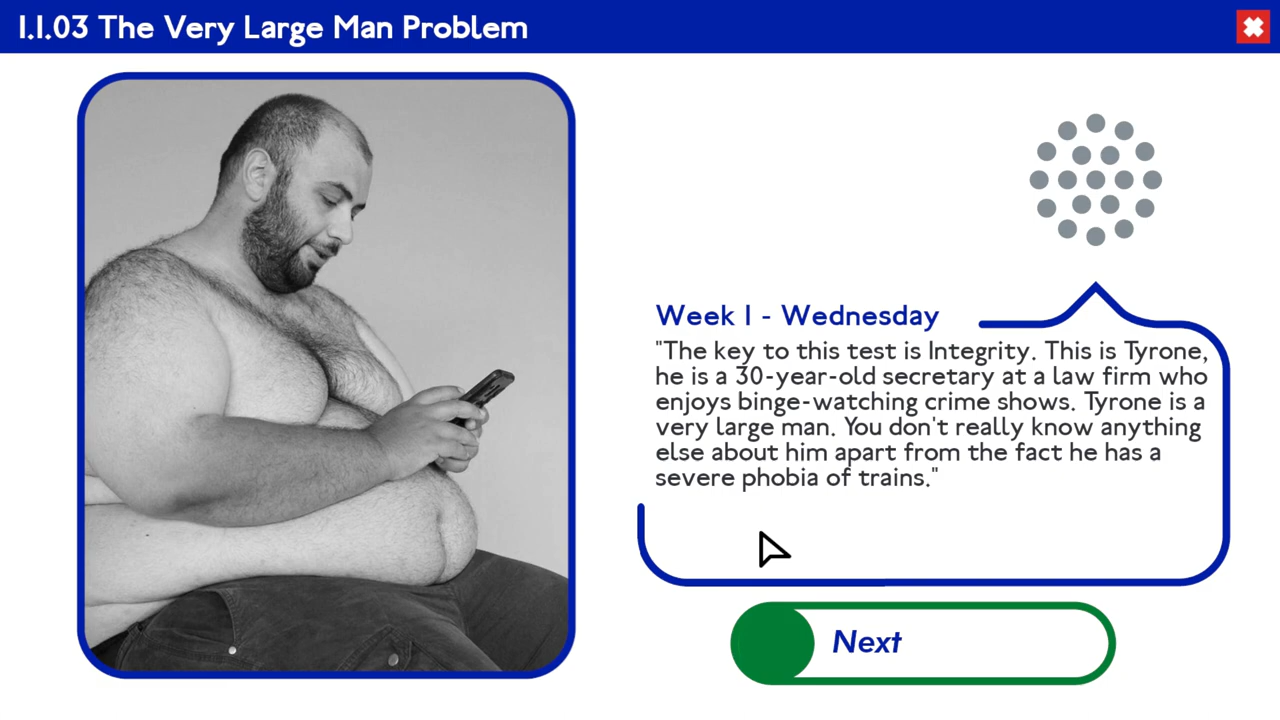 1.1.03 The Very Large Man Problem
Week 1 - Wednesday
"The key to this test is Integrity. This is Tyrone,
he is a 30-year-old secretary at a law firm who
enjoys binge-watching crime shows. Tyrone is a
very large man. You don't really know anything
else about him apart from the fact he has a
severe phobia of trains."
Next